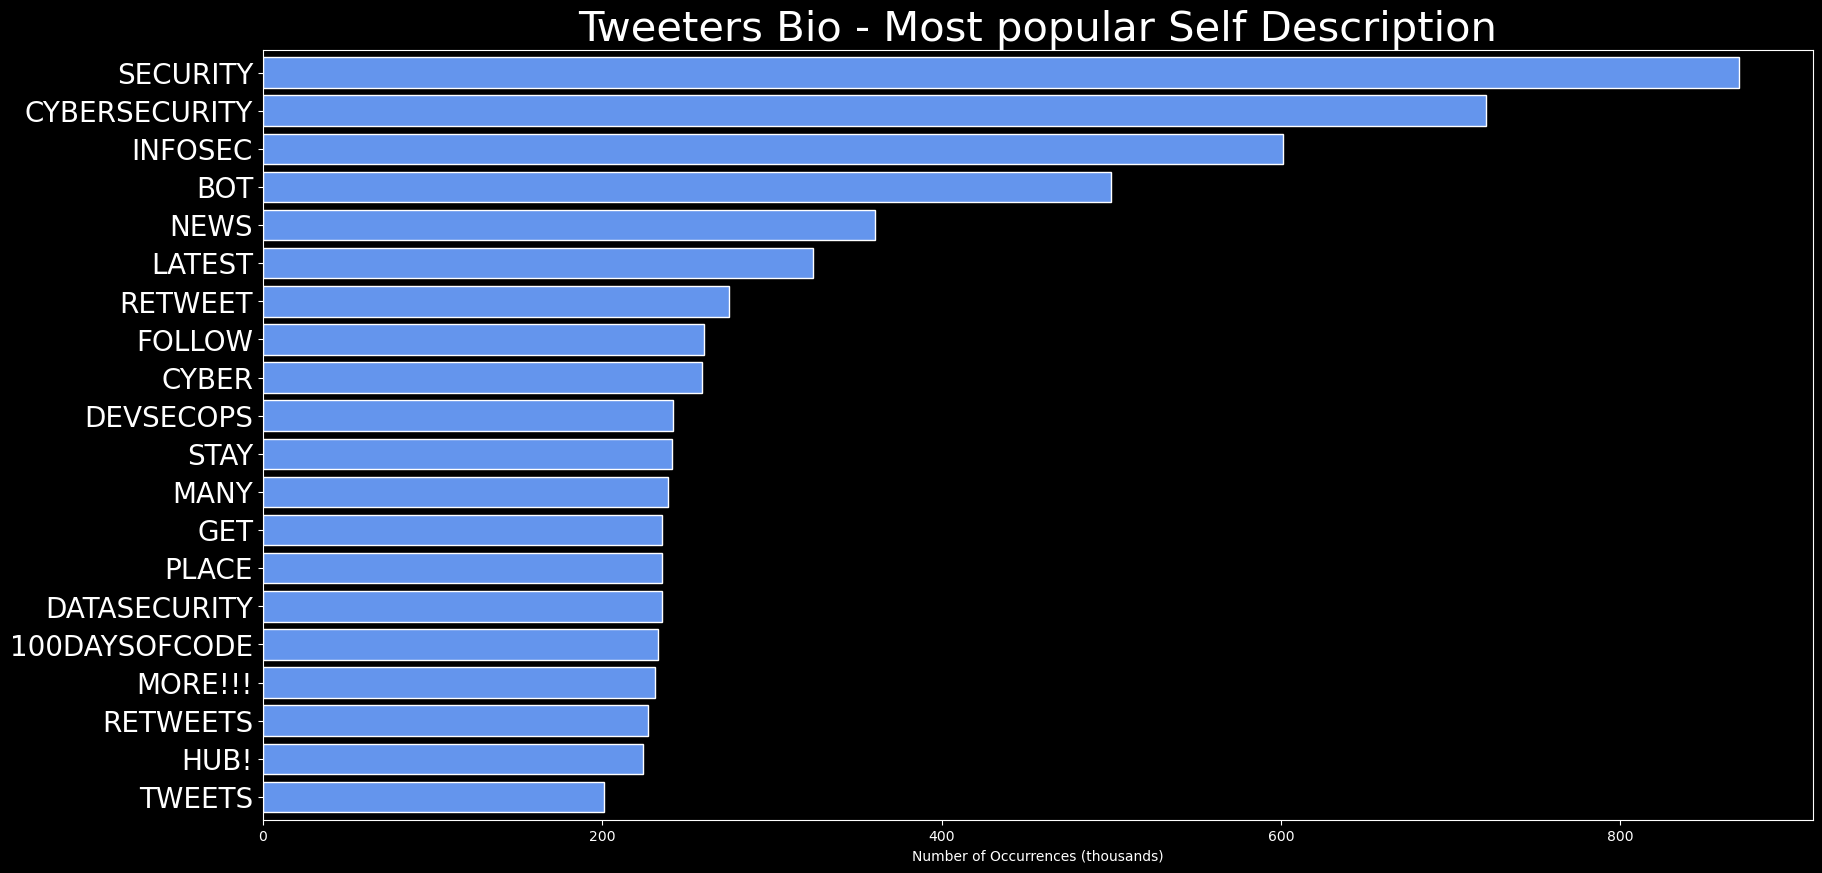 Tweeters Bio - Most popular Self Description
SECURITY
CYBERSECURITY
INFOSEC
BOT
NEWS
LATEST
RETWEET
FOLLOW
CYBER
DEVSECOPS
STAY
MANY
GET
PLACE
DATASECURITY
100DAYSOFCODE
MORE!!!
RETWEETS
HUB!
TWEETS
0 200 400 600 800
Number of Occurrences (thousands)